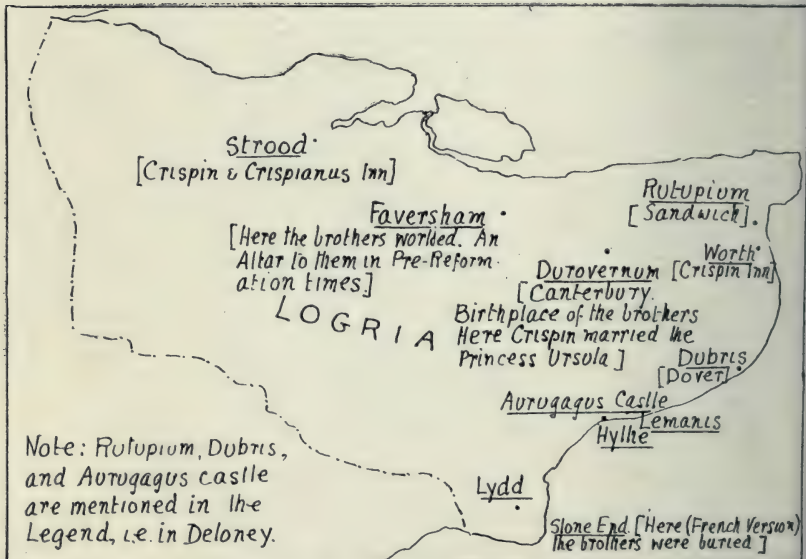 Strood
[Crispin & Crispianus Inn]
Faversham
[Here the brothers worked. An
Altar to them in Pre-Reform-
ation times.]
Rutupium
[Sandwich]
Worth
[Crispin Inn]
Durovernum
[Canterbury.
Birthplace of the brothers
Here Crispin married the
Princess Ursula]
LOGRIA
Dubris
[Dover]
Aurugagus Castle
Lemanis
Hythe
Lydd
Stone End. [Here (French Version)
the brothers were buried]
Note: Rutupium, Dubris,
and Aurugagus castle
are mentioned in the
Legend, i.e. in Deloney.